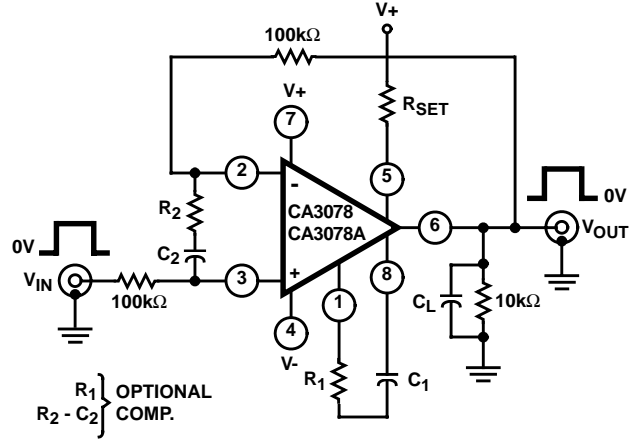 V+
100kΩ
RSET
V+
7
2
5
-
R2
CA3078
CA3078A
6
0V
VOUT
0V
C2
VIN
100kΩ
3
+
8
1
CL
10kΩ
4
V-
R1
C1
R1
R2 - C2
OPTIONAL
COMP.